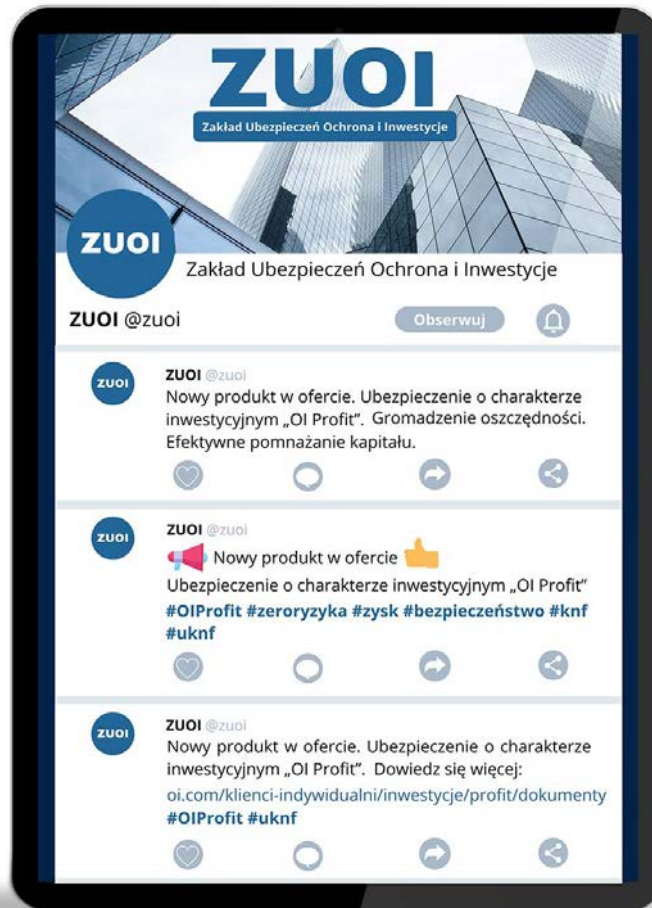 ZUOI
Zakład Ubezpieczeń Ochrona i Inwestycje
ZUOI
Zakład Ubezpieczeń Ochrona i Inwestycje
ZUOI @zuoi
Obserwuj
ZUOI
ZUOI @zuoi
Nowy produkt w ofercie. Ubezpieczenie o charakterze
inwestycyjnym „OI Profit”. Gromadzenie oszczędności.
Efektywne pomnażanie kapitału.
ZUOI
ZUOI @zuoi
Nowy produkt w ofercie
Ubezpieczenie o charakterze inwestycyjnym „OI Profit”
#OIProfit #zeroryzyka #zysk #bezpieczeństwo #knf
#uknf
ZUOI
ZUOI @zuoi
Nowy produkt w ofercie. Ubezpieczenie o charakterze
inwestycyjnym „OI Profit”. Dowiedz się więcej:
oi.com/klienci-indywidualni/inwestycje/profit/dokumenty
#OIProfit #uknf